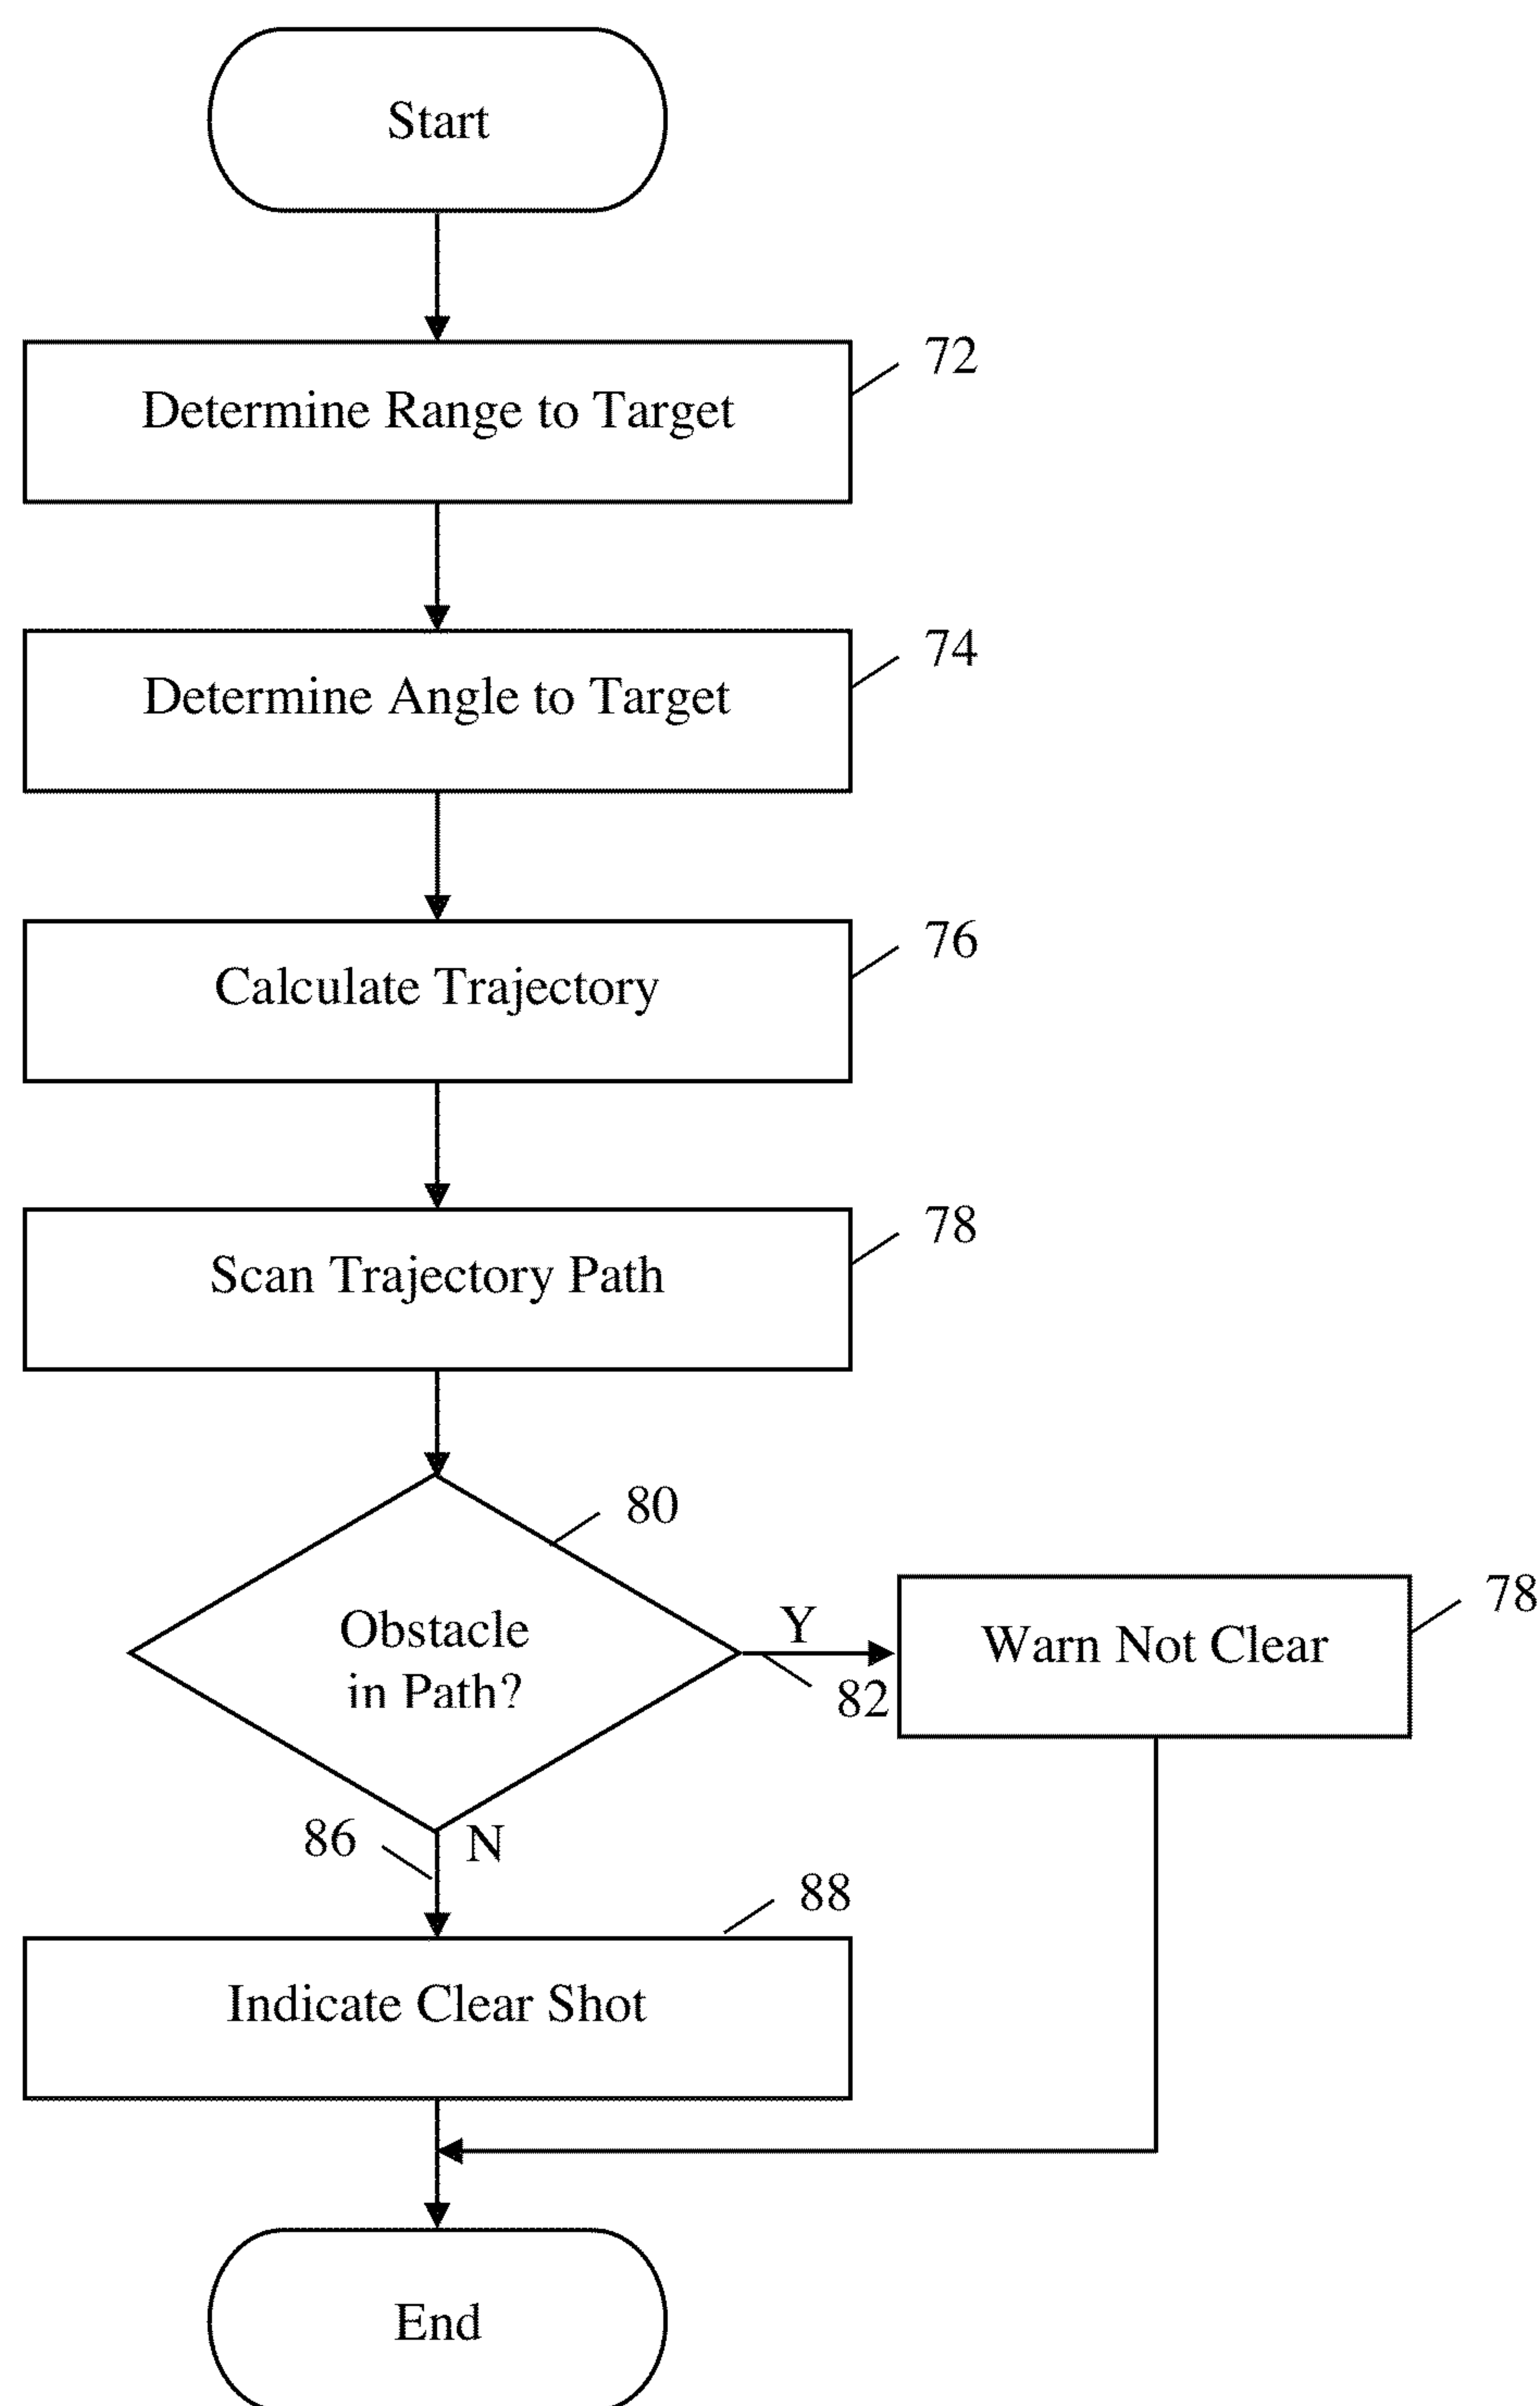 Start
72
Determine Range to Target
74
Determine Angle to Target
76
Calculate Trajectory
78
Scan Trajectory Path
80
Obstacle
in Path?
Y
82
78
Warn Not Clear
86
N
88
Indicate Clear Shot
End